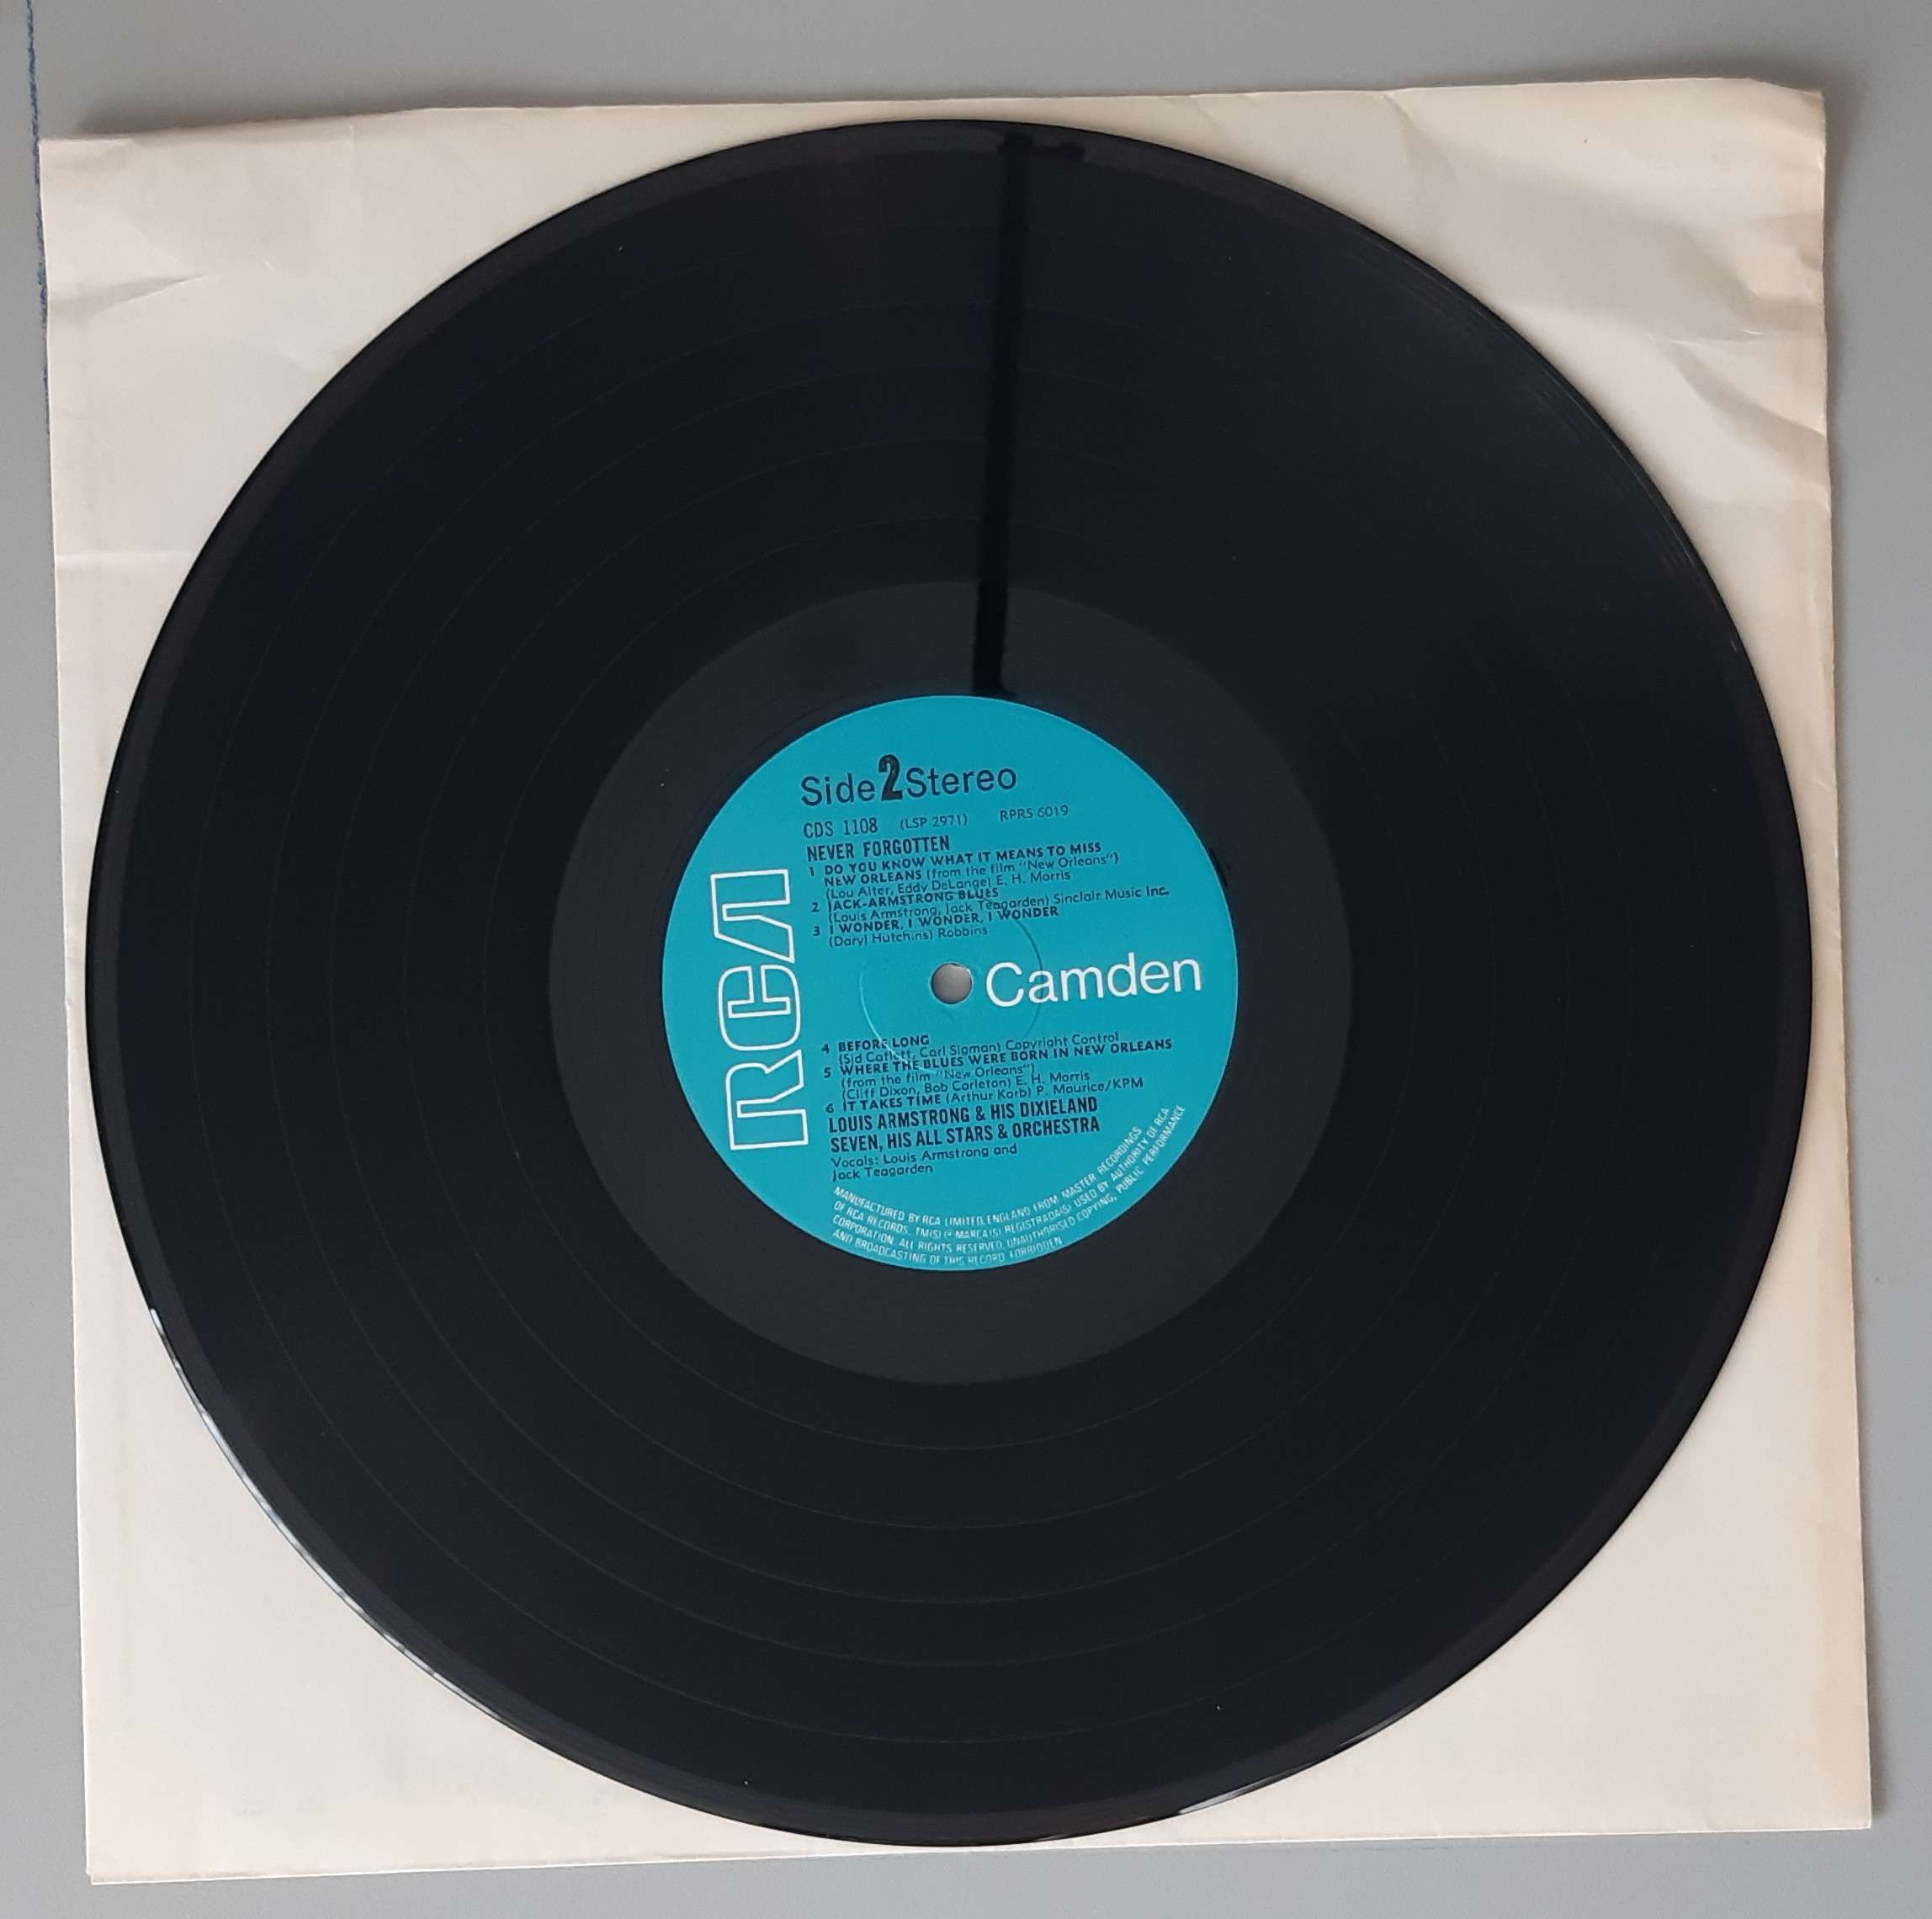 Side 2 Stereo
CDS 1108 (LSP 2971) RPRS 6019
NEVER FORGOTTEN
1 DO YOU KNOW WHAT IT MEANS TO MISS
NEW ORLEANS (from the film "New Orleans")
(Lou Alter, Eddy DeLange) E. H. Morris
2 JACK-ARMSTRONG BLUES
(Louis Armstrong, Jack Teagarden) Sinclair Music Inc.
3 I WONDER, I WONDER, I WONDER
(Daryl Hutchins) Robbins
RCA
Camden
4 BEFORE LONG
(Sid Catlett, Carl Sigman) Copyright Control
5 WHERE THE BLUES WERE BORN IN NEW ORLEANS
(from the film "New Orleans")
(Cliff Dixon, Bob Carleton) E. H. Morris
6 IT TAKES TIME (Arthur Korb) P. Maurice/KPM
LOUIS ARMSTRONG & HIS DIXIELAND
SEVEN, HIS ALL STARS & ORCHESTRA
Vocals: Louis Armstrong and
Jack Teagarden
MANUFACTURED BY RCA LIMITED, ENGLAND FROM MASTER RECORDINGS
OF RCA RECORDS. TM(S) ® MARCA(S) REGISTRADA(S) USED BY AUTHORITY OF RCA
CORPORATION. ALL RIGHTS RESERVED. UNAUTHORISED COPYING, PUBLIC PERFORMANCE
AND BROADCASTING OF THIS RECORD FORBIDDEN